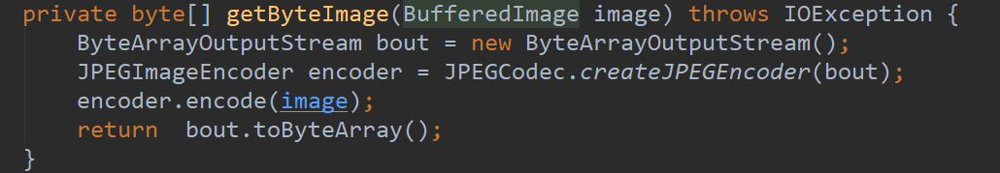 private byte[] getByteImage(BufferedImage image) throws IOException {
ByteArrayOutputStream bout = new ByteArrayOutputStream();
JPEGImageEncoder encoder = JPEGCodec.createJPEGEncoder(bout);
encoder.encode(image);
return  bout.toByteArray();
}